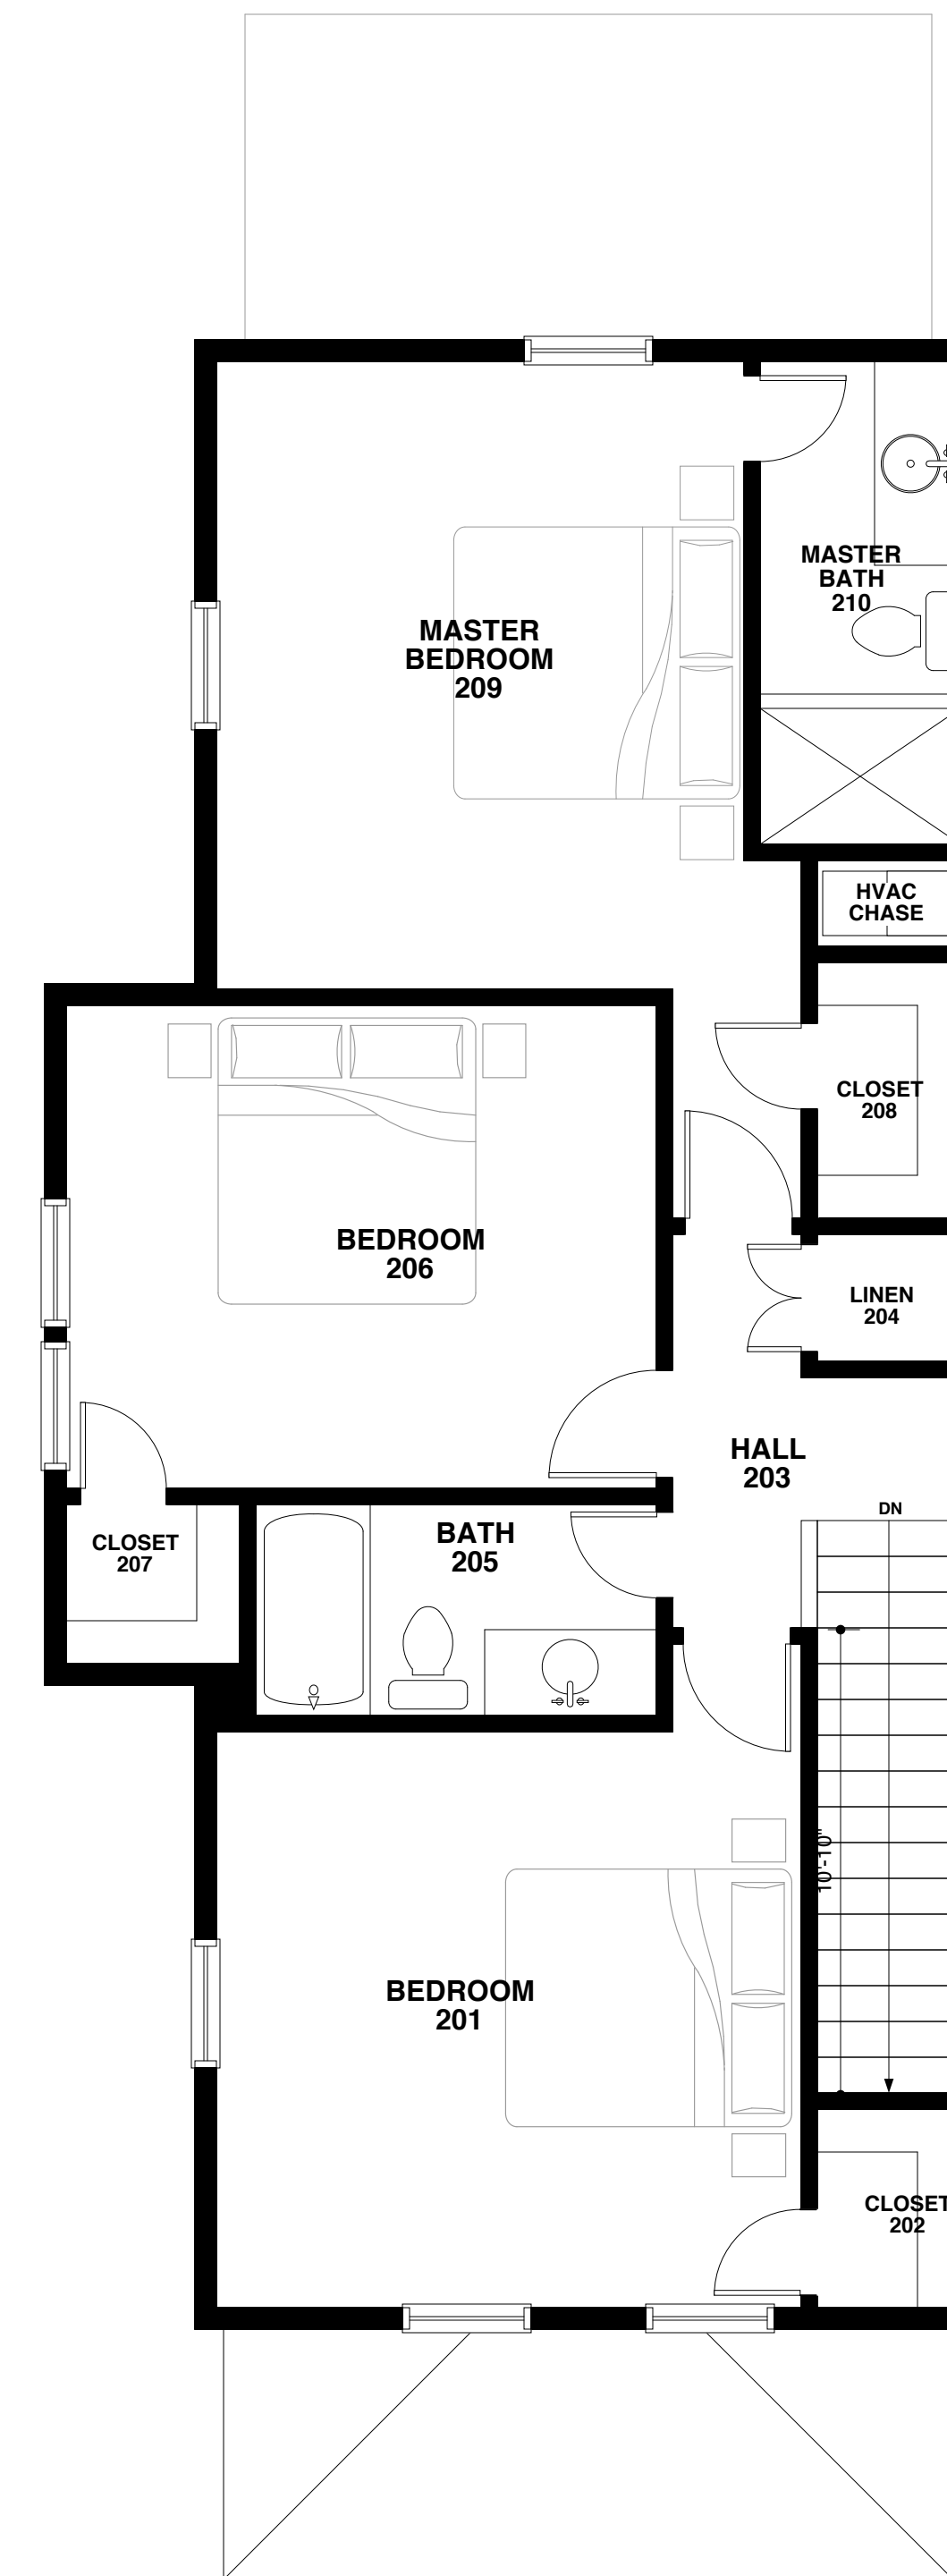 MASTER
BATH
210
MASTER
BEDROOM
209
HVAC
CHASE
CLOSET
208
BEDROOM
206
LINEN
204
HALL
203
DN
BATH
205
CLOSET
207
10'-10"
BEDROOM
201
CLOSET
202